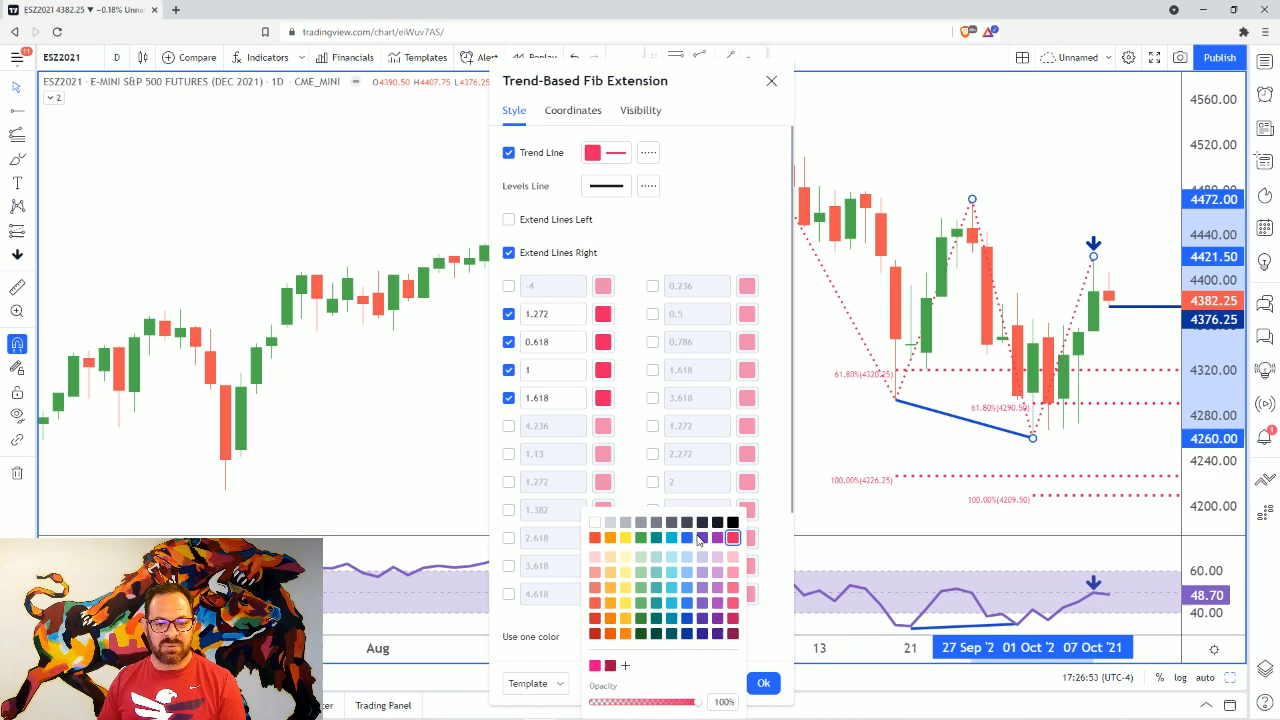 ESZ2021 4382.25 ▼ −0.18% Unna
tradingview.com/chart/eiWuv7AS/
11
ESZ2021
D
Compare
Indicators
Financials
Templates
Alert
Replay
Unnamed
Publish
ESZ2021 · E-MINI S&P 500 FUTURES (DEC 2021) · 1D · CME_MINI
O4390.50 H4407.75 L4376.25
2
Trend-Based Fib Extension
Style
Coordinates
Visibility
Trend Line
Levels Line
Extend Lines Left
Extend Lines Right
-4
0.236
1.272
0.5
0.618
0.786
1
1.618
1.618
3.618
4.236
1.272
1.13
2.272
1.272
2
1.382
2.618
3.618
4.618
Use one color
Template
Ok
Opacity
100%
61.80%(4320.25)
61.80%(4290.50)
100.00%(4226.25)
100.00%(4209.50)
4560.00
4520.00
4480.00
4472.00
4440.00
4421.50
4400.00
4382.25
4376.25
4320.00
4280.00
4260.00
4240.00
4200.00
60.00
48.70
40.00
Aug
13
21
27 Sep '2
01 Oct '2
07 Oct '21
17:26:53 (UTC-4)
%
log
auto
Trading Panel
1